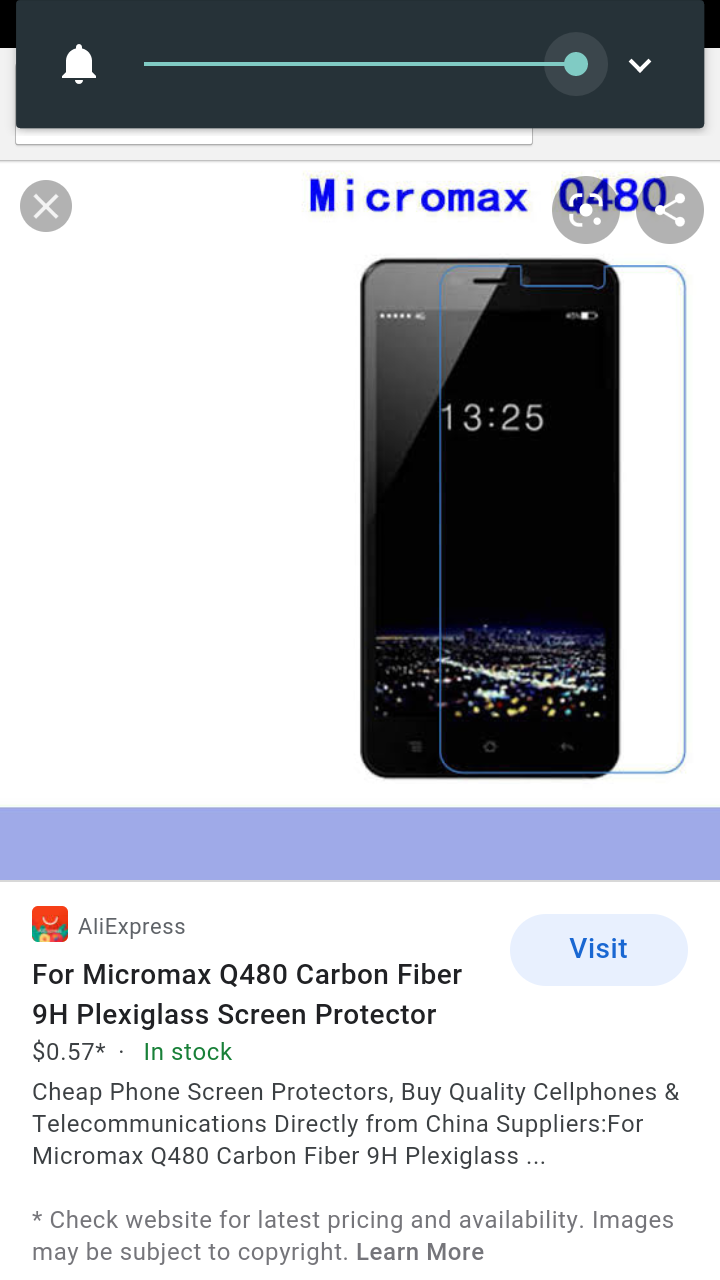 Micromax Q480
4G
45%
13:25
AliExpress
Visit
For Micromax Q480 Carbon Fiber
9H Plexiglass Screen Protector
$0.57* · In stock
Cheap Phone Screen Protectors, Buy Quality Cellphones &
Telecommunications Directly from China Suppliers:For
Micromax Q480 Carbon Fiber 9H Plexiglass ...
* Check website for latest pricing and availability. Images
may be subject to copyright. Learn More